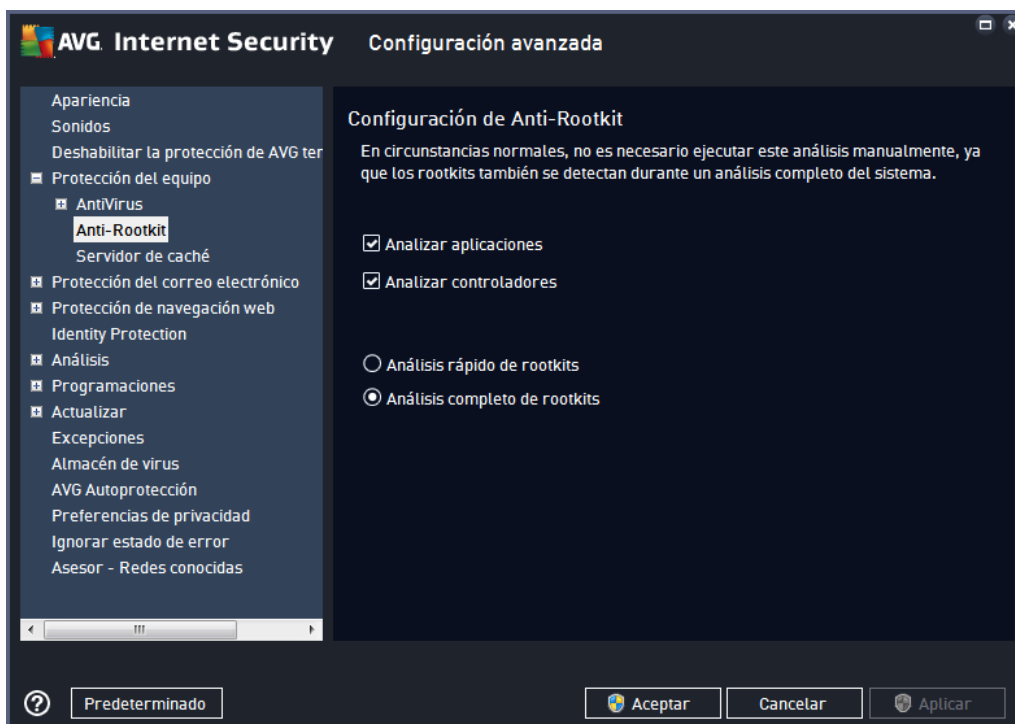 AVG. Internet Security
Configuración avanzada
Apariencia
Sonidos
Deshabilitar la protección de AVG ter
Protección del equipo
AntiVirus
Anti-Rootkit
Servidor de caché
Protección del correo electrónico
Protección de navegación web
Identity Protection
Análisis
Programaciones
Actualizar
Excepciones
Almacén de virus
AVG Autoprotección
Preferencias de privacidad
Ignorar estado de error
Asesor - Redes conocidas
Configuración de Anti-Rootkit
En circunstancias normales, no es necesario ejecutar este análisis manualmente, ya
que los rootkits también se detectan durante un análisis completo del sistema.
Analizar aplicaciones
Analizar controladores
Análisis rápido de rootkits
Análisis completo de rootkits
Predeterminado
Aceptar
Cancelar
Aplicar